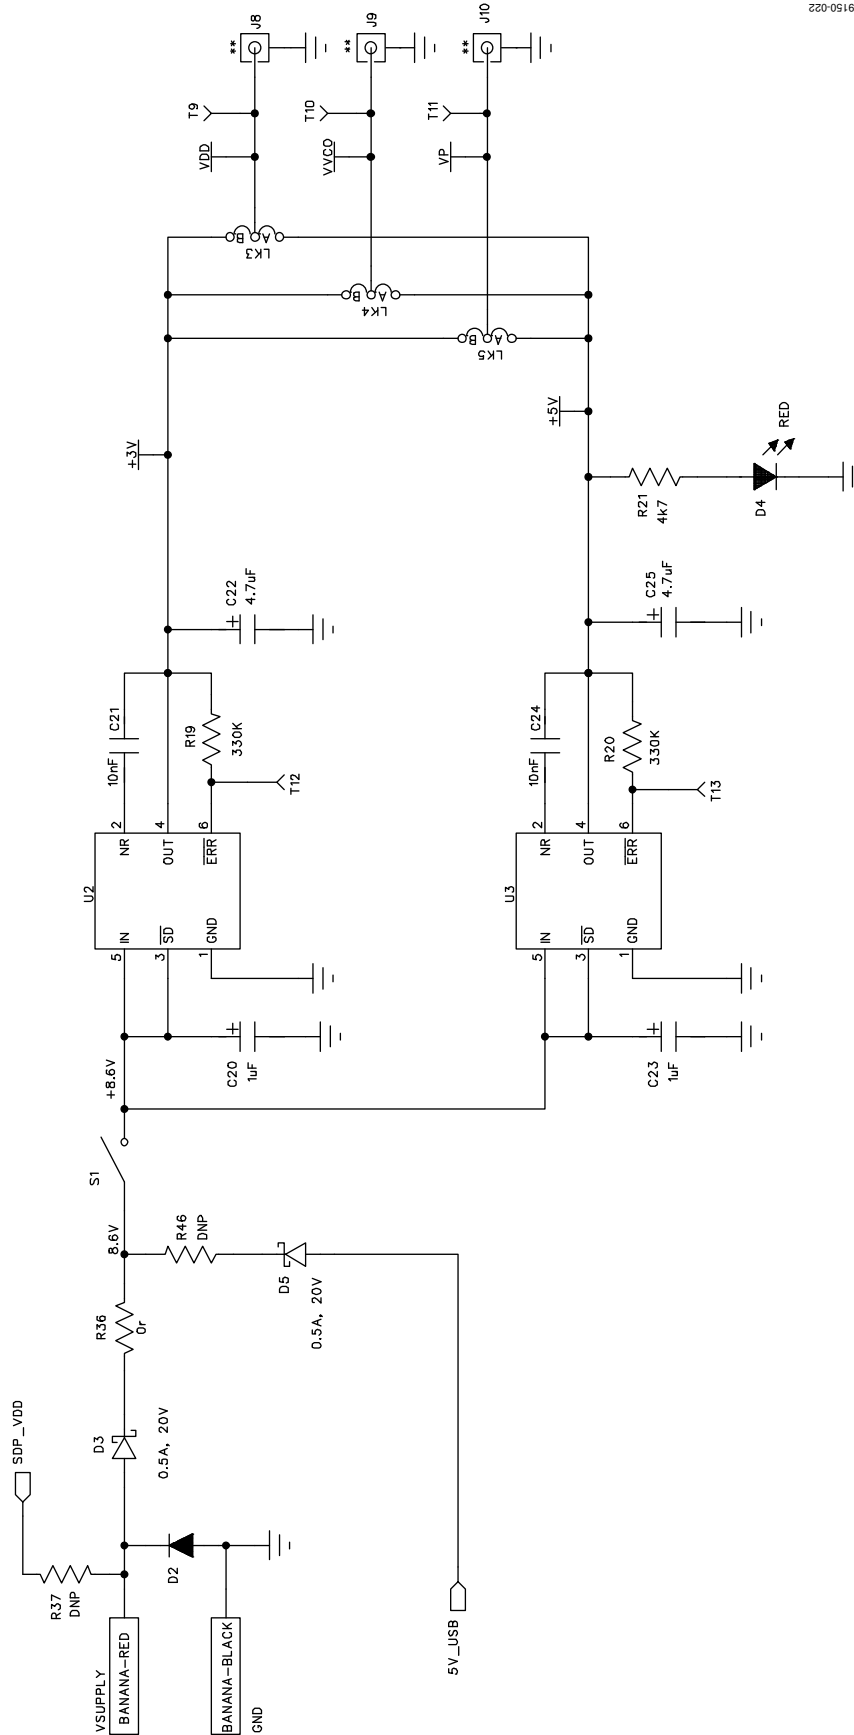 VSUPPLY
BANANA-RED
BANANA-BLACK
GND
R37
DNP
SDP_VDD
D2
D3
0.5A, 20V
R36
0r
8.6V
R46
DNP
D5
0.5A, 20V
5V_USB
S1
+8.6V
C20
1uF
+
U2
5
IN
3
SD
1
GND
NR
2
OUT
4
ERR
6
C21
10nF
R19
330K
T12
C22
4.7uF
+
+3V
C23
1uF
+
U3
5
IN
3
SD
1
GND
NR
2
OUT
4
ERR
6
C24
10nF
R20
330K
T13
C25
4.7uF
+
R21
4k7
D4
RED
+5V
LK5
A
B
LK4
A
B
LK3
A
B
VDD
T9
J8
**
VVCO
T10
J9
**
VP
T11
J10
**
9150-022